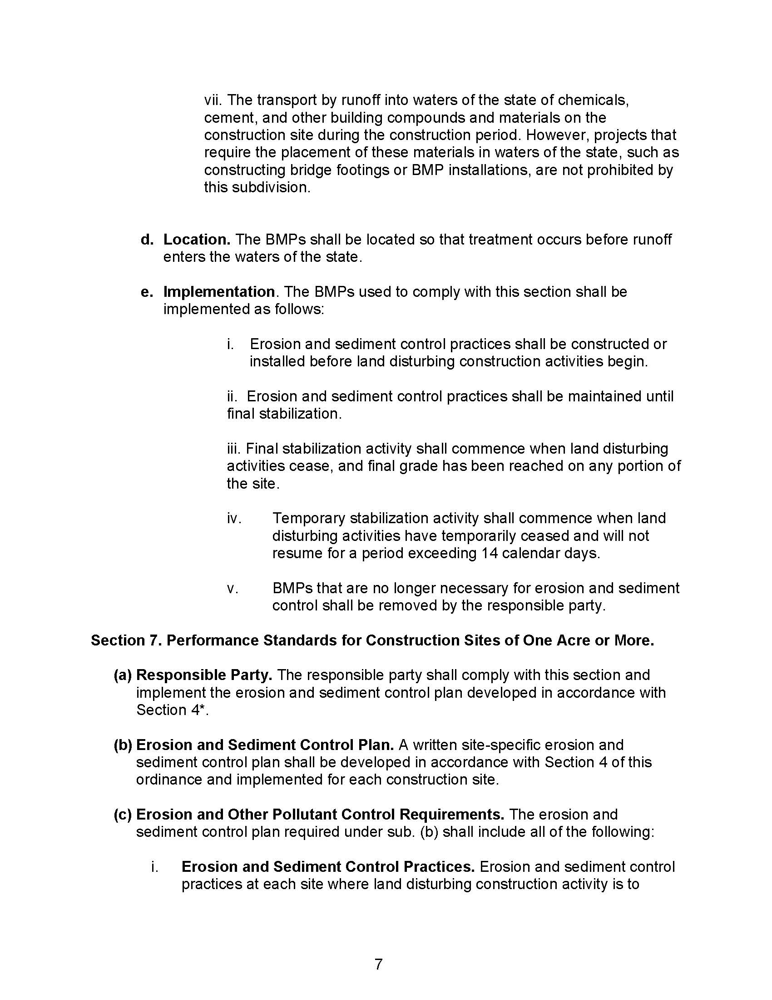 vii. The transport by runoff into waters of the state of chemicals,
cement, and other building compounds and materials on the
construction site during the construction period. However, projects that
require the placement of these materials in waters of the state, such as
constructing bridge footings or BMP installations, are not prohibited by
this subdivision.
d. Location. The BMPs shall be located so that treatment occurs before runoff
enters the waters of the state.
e. Implementation. The BMPs used to comply with this section shall be
implemented as follows:
i. Erosion and sediment control practices shall be constructed or
installed before land disturbing construction activities begin.
ii. Erosion and sediment control practices shall be maintained until
final stabilization.
iii. Final stabilization activity shall commence when land disturbing
activities cease, and final grade has been reached on any portion of
the site.
iv. Temporary stabilization activity shall commence when land
disturbing activities have temporarily ceased and will not
resume for a period exceeding 14 calendar days.
v. BMPs that are no longer necessary for erosion and sediment
control shall be removed by the responsible party.
Section 7. Performance Standards for Construction Sites of One Acre or More.
(a) Responsible Party. The responsible party shall comply with this section and
implement the erosion and sediment control plan developed in accordance with
Section 4*.
(b) Erosion and Sediment Control Plan. A written site-specific erosion and
sediment control plan shall be developed in accordance with Section 4 of this
ordinance and implemented for each construction site.
(c) Erosion and Other Pollutant Control Requirements. The erosion and
sediment control plan required under sub. (b) shall include all of the following:
i. Erosion and Sediment Control Practices. Erosion and sediment control
practices at each site where land disturbing construction activity is to
7